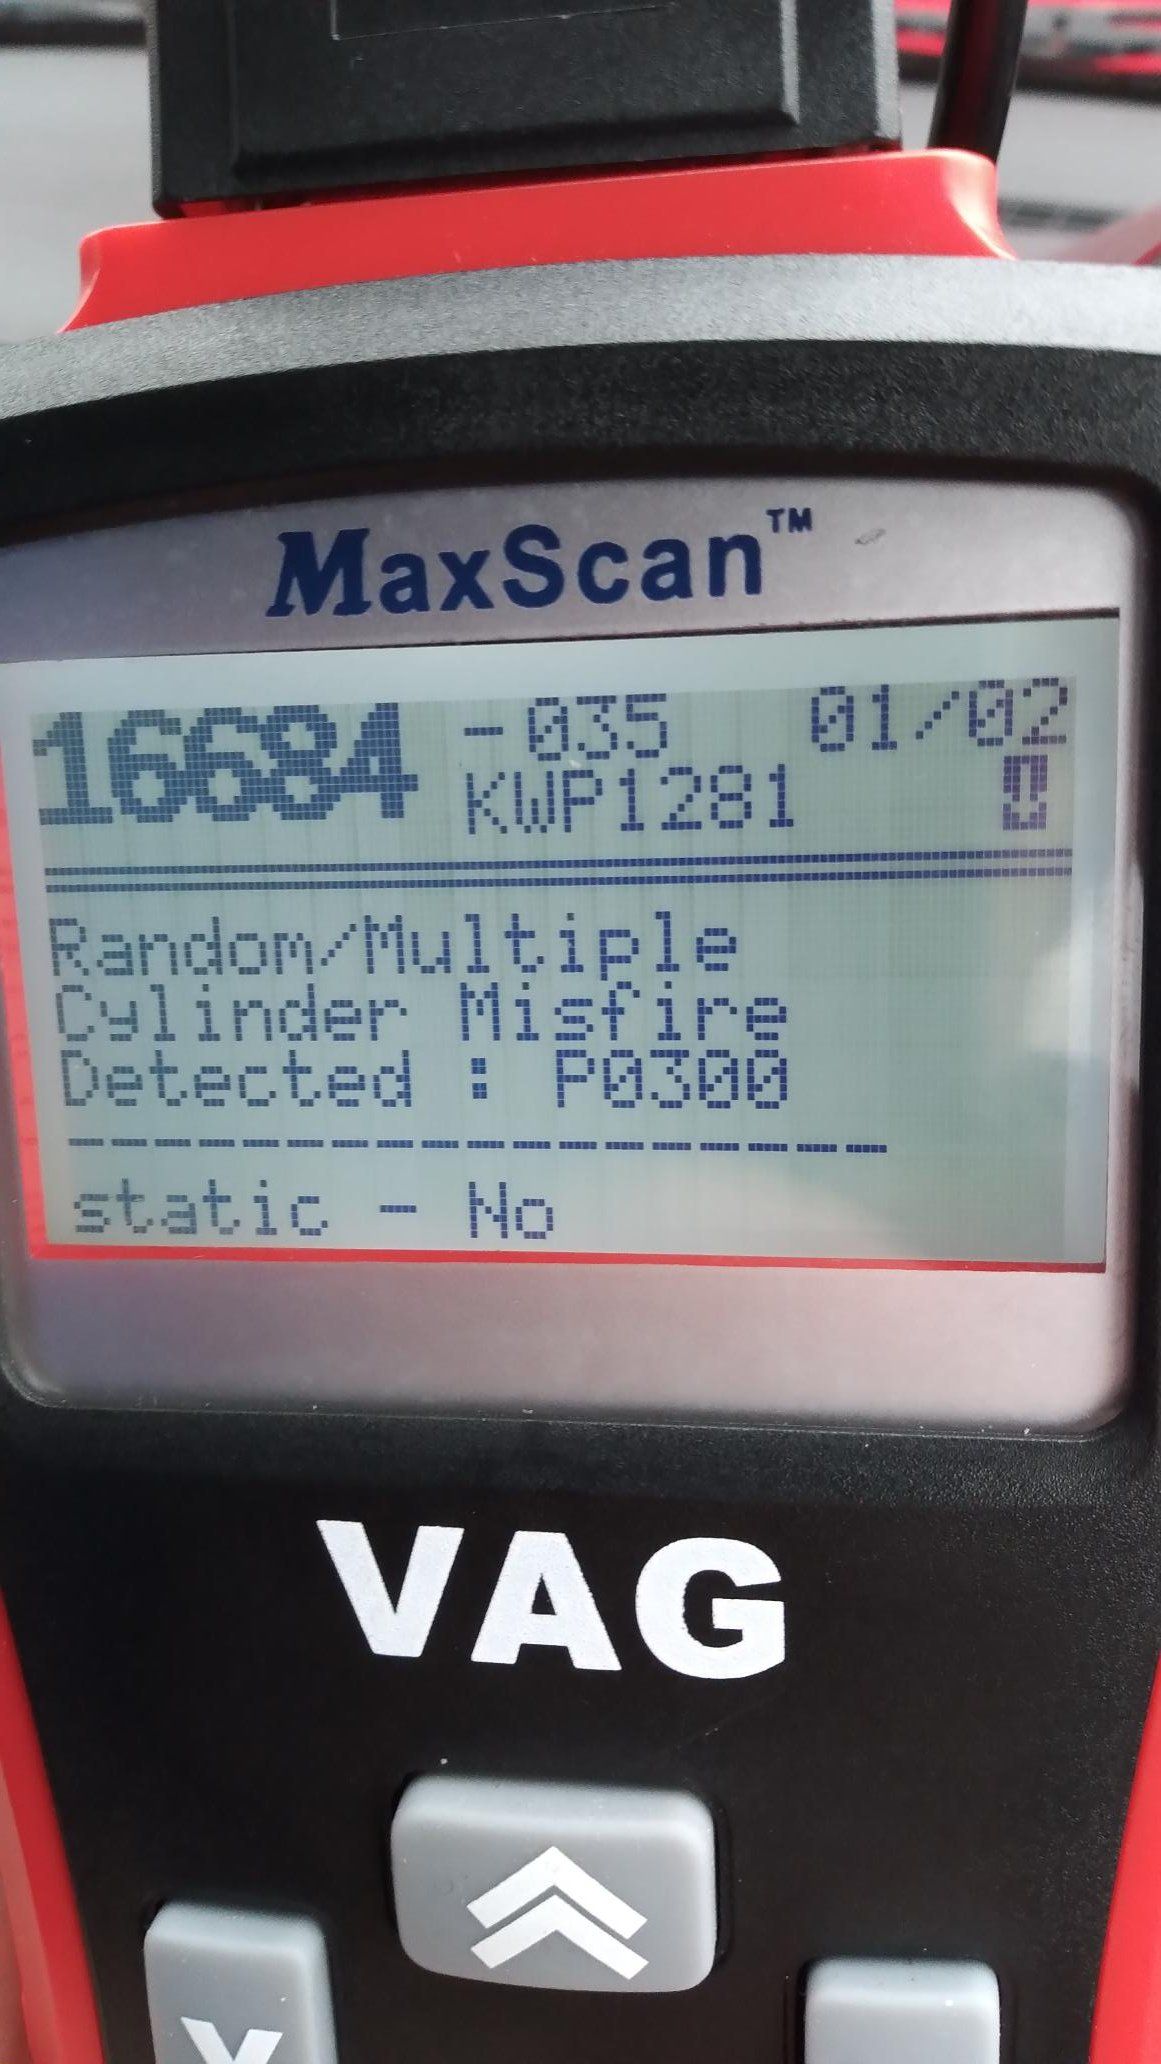 MaxScan™
16684 -035 01/02
KWP1281
Random/Multiple
Cylinder Misfire
Detected : P0300
------------------
static - No
VAG